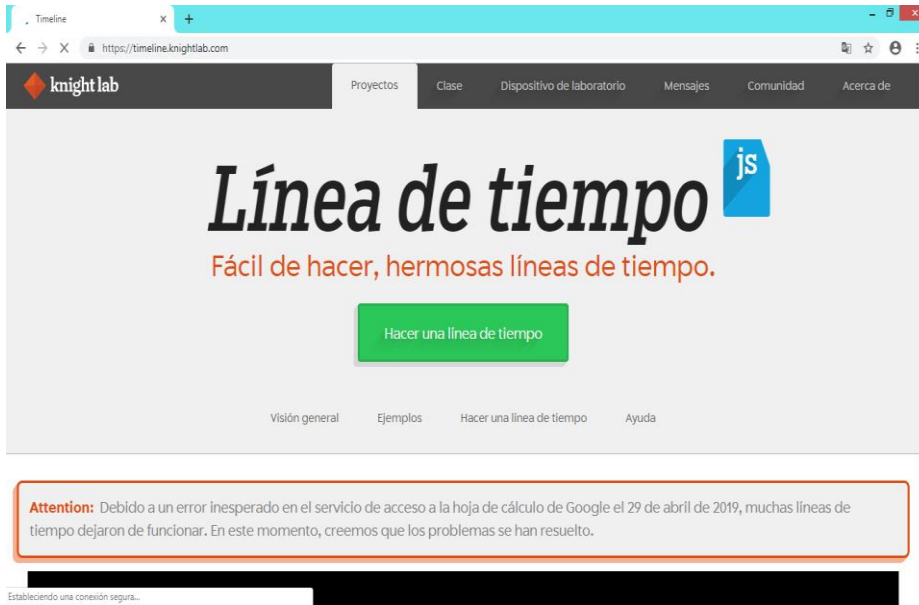 Timeline
https://timeline.knightlab.com
knight lab
Proyectos Clase Dispositivo de laboratorio Mensajes Comunidad Acerca de
Línea de tiempo js
Fácil de hacer, hermosas líneas de tiempo.
Hacer una línea de tiempo
Visión general Ejemplos Hacer una línea de tiempo Ayuda
Attention: Debido a un error inesperado en el servicio de acceso a la hoja de cálculo de Google el 29 de abril de 2019, muchas líneas de
tiempo dejaron de funcionar. En este momento, creemos que los problemas se han resuelto.
Estableciendo una conexión segura...